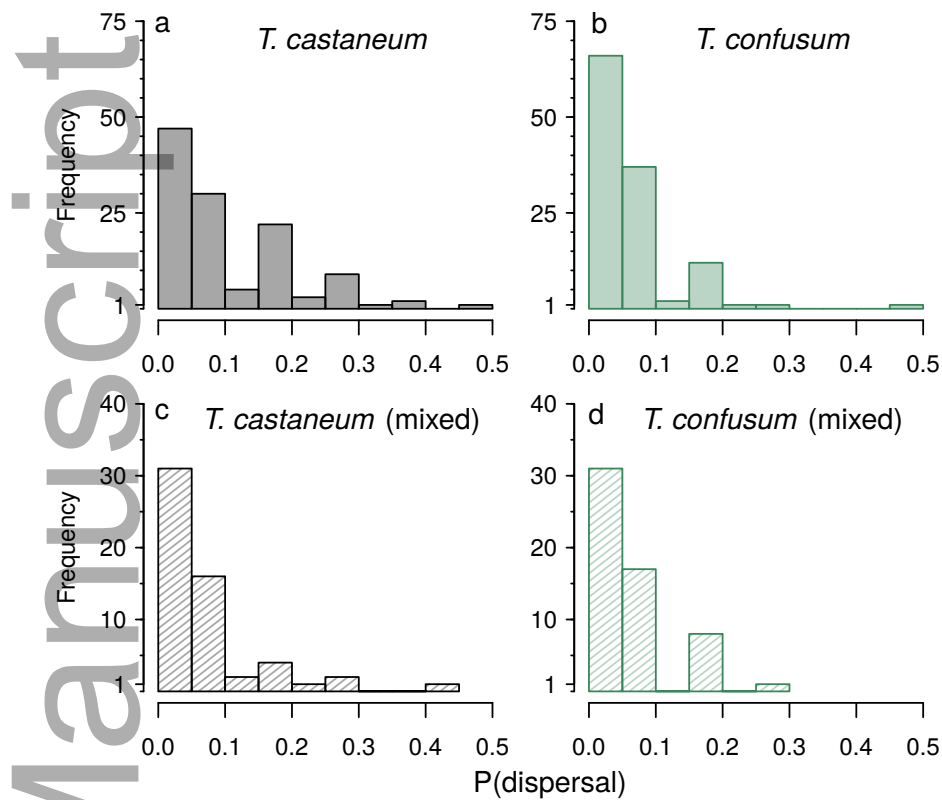 a
T. castaneum
75
50
25
1
Frequency
0.0 0.1 0.2 0.3 0.4 0.5
b
T. confusum
75
50
25
1
0.0 0.1 0.2 0.3 0.4 0.5
c
T. castaneum (mixed)
40
30
20
10
1
Frequency
0.0 0.1 0.2 0.3 0.4 0.5
d
T. confusum (mixed)
40
30
20
10
1
0.0 0.1 0.2 0.3 0.4 0.5
P(dispersal)
Manuscript